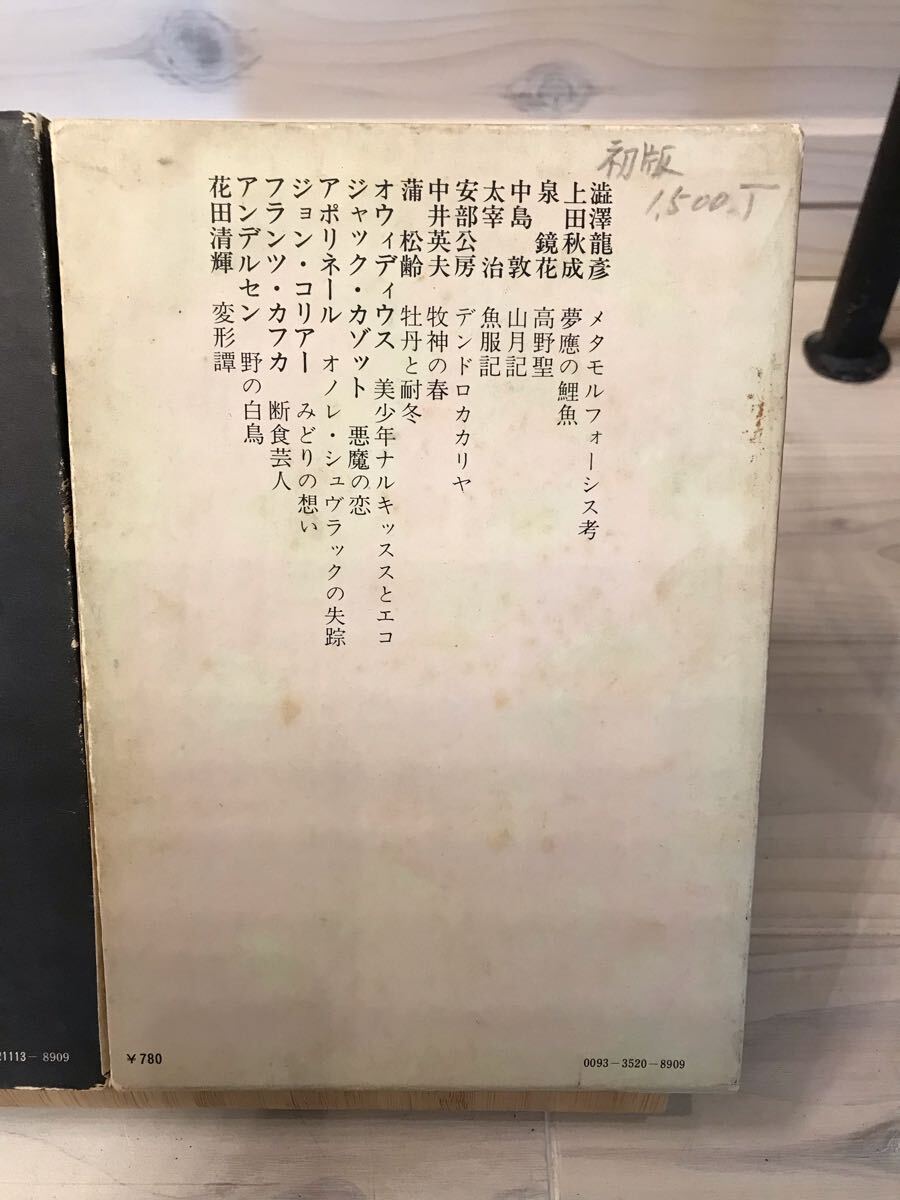 初版
1,500.丁
澁澤龍彥 メタモルフォーシス考
上田秋成 夢應の鯉魚
泉 鏡花 高野聖
中島 敦 山月記
太宰 治 魚服記
安部公房 デンドロカカリヤ
中井英夫 牧神の春
蒲 松齢 牡丹と耐冬
オウィディウス 美少年ナルキッススとエコ
ジャック・カゾット 悪魔の恋
アポリネール オノレ・シュヴラックの失踪
ジョン・コリアー みどりの想い
フランツ・カフカ 断食芸人
アンデルセン 野の白鳥
花田清輝 変形譚
¥780
0093-3520-8909
21113-8909